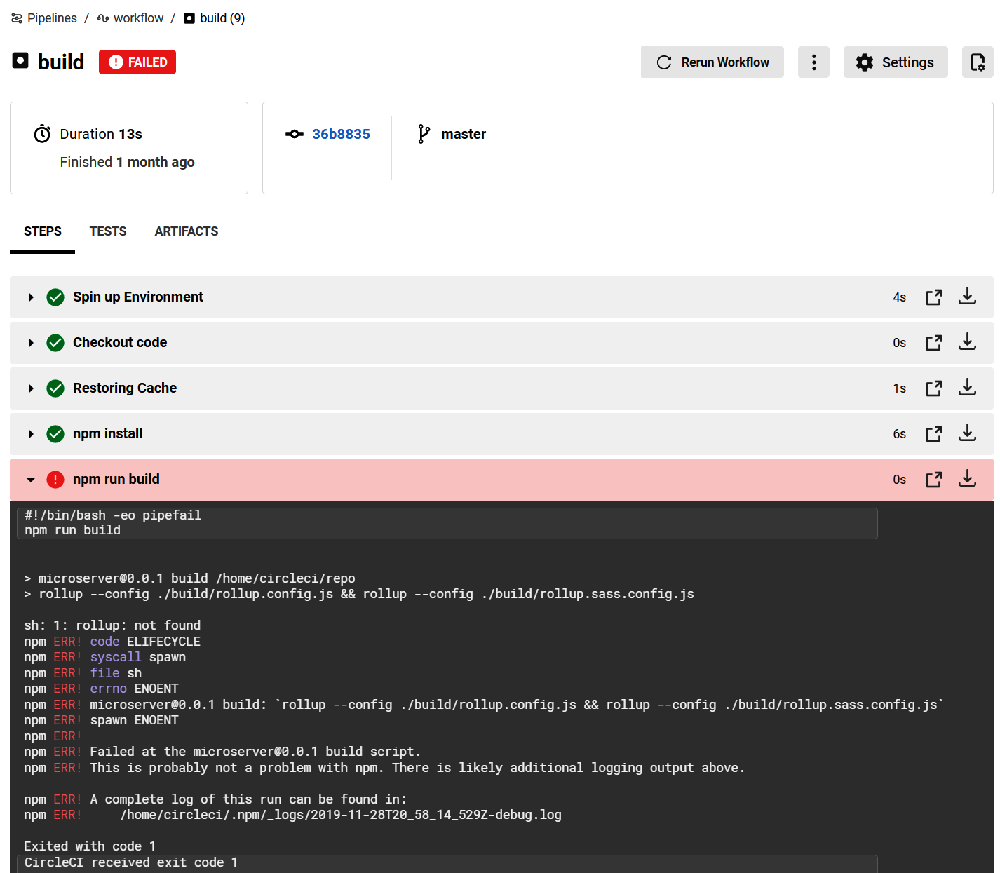 Pipelines / workflow / build (9)
build FAILED Rerun Workflow Settings
Duration 13s
Finished 1 month ago
36b8835 master
STEPS TESTS ARTIFACTS
Spin up Environment 4s
Checkout code 0s
Restoring Cache 1s
npm install 6s
npm run build 0s
#!/bin/bash -eo pipefail
npm run build
> microserver@0.0.1 build /home/circleci/repo
> rollup --config ./build/rollup.config.js && rollup --config ./build/rollup.sass.config.js
sh: 1: rollup: not found
npm ERR! code ELIFECYCLE
npm ERR! syscall spawn
npm ERR! file sh
npm ERR! errno ENOENT
npm ERR! microserver@0.0.1 build: `rollup --config ./build/rollup.config.js && rollup --config ./build/rollup.sass.config.js`
npm ERR! spawn ENOENT
npm ERR!
npm ERR! Failed at the microserver@0.0.1 build script.
npm ERR! This is probably not a problem with npm. There is likely additional logging output above.
npm ERR! A complete log of this run can be found in:
npm ERR!     /home/circleci/.npm/_logs/2019-11-28T20_58_14_529Z-debug.log
Exited with code 1
CircleCI received exit code 1